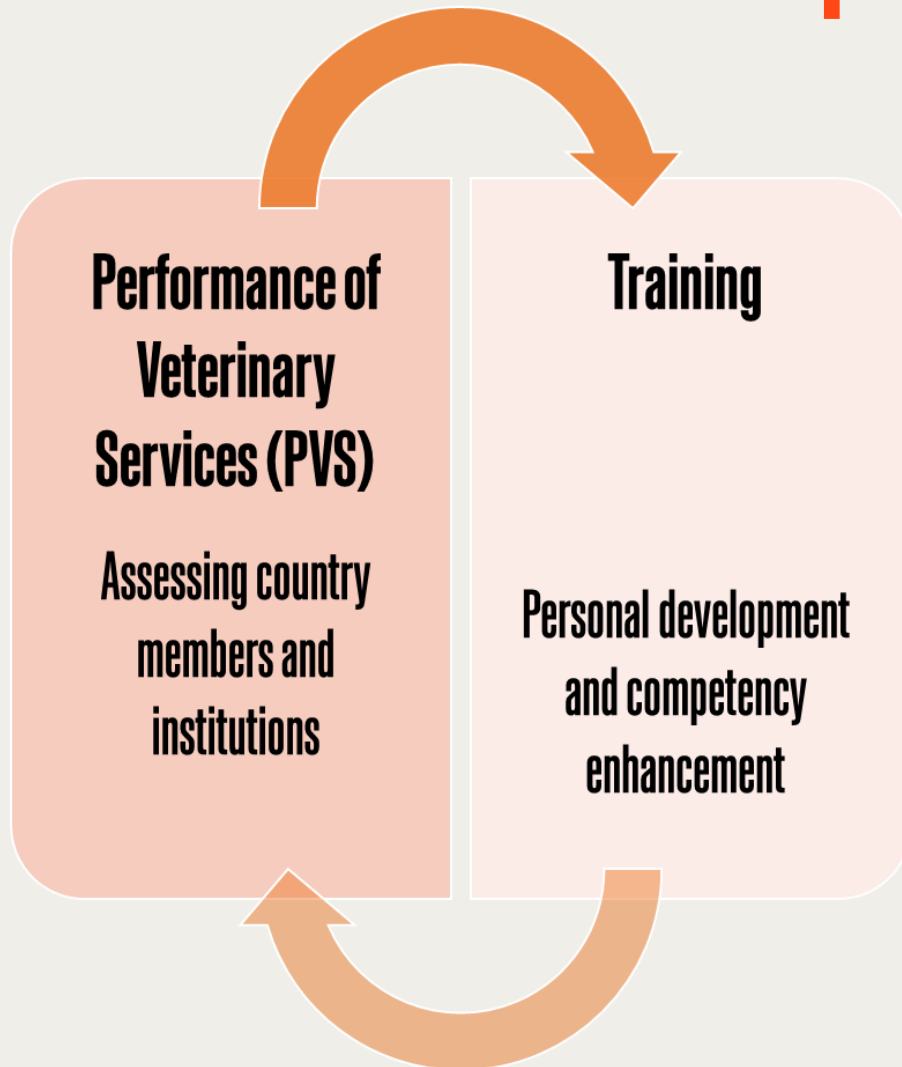 Performance of
Veterinary
Services (PVS)
Assessing country
members and
institutions
Training
Personal development
and competency
enhancement